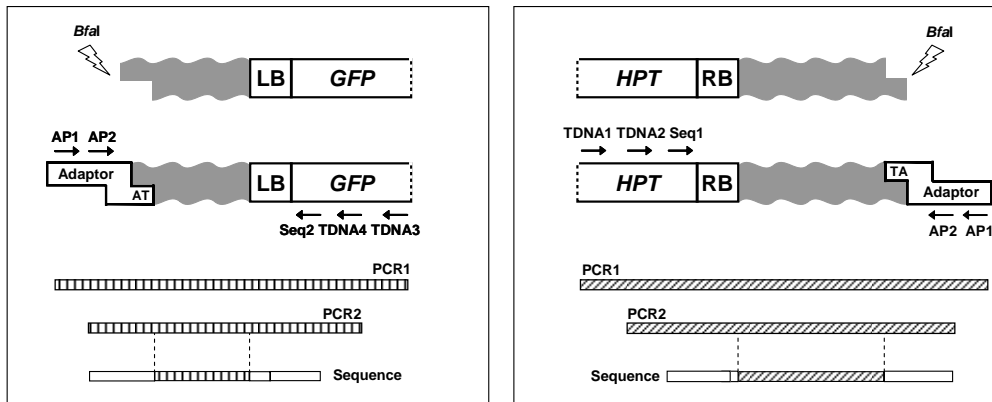 BfaI
LB GFP
AP1 AP2
Adaptor
AT
LB GFP
Seq2 TDNA4 TDNA3
PCR1
PCR2
Sequence
BfaI
HPT RB
TDNA1 TDNA2 Seq1
HPT RB
TA
Adaptor
AP2 AP1
PCR1
PCR2
Sequence